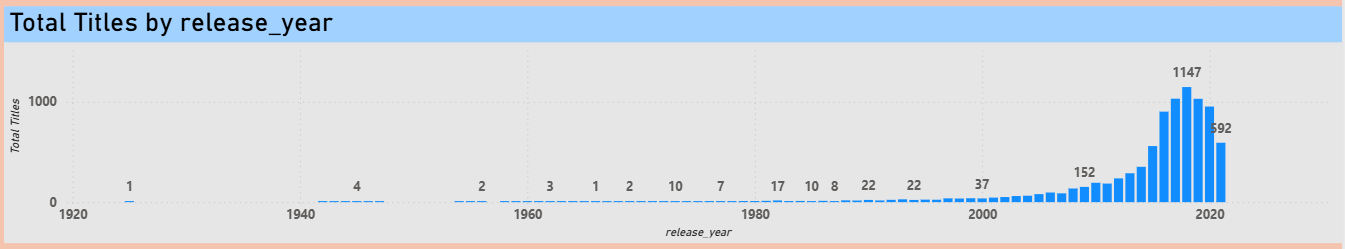 Total Titles by release_year
Total Titles
1000
0
1 4 2 3 1 2 10 7 17 10 8 22 22 37 152 1147 592
1920 1940 1960 1980 2000 2020
release_year